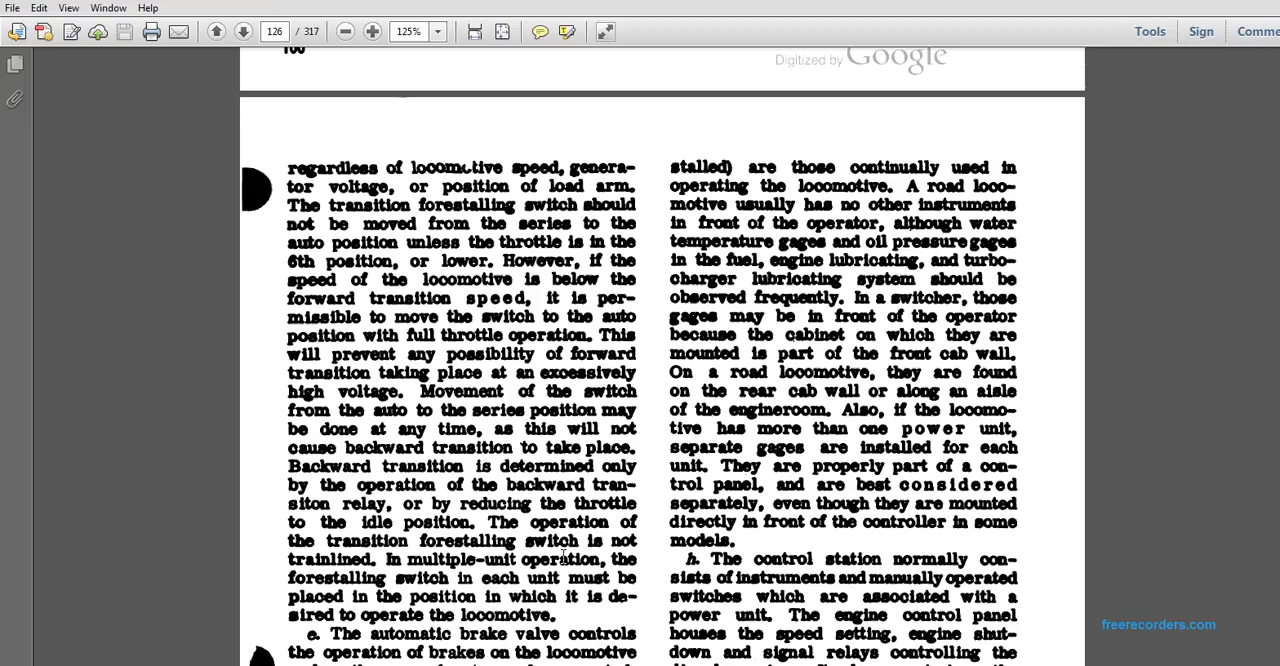 File Edit View Window Help
126 / 317 125% Tools Sign Comme
100
Digitized by Google
regardless of locomotive speed, genera-
tor voltage, or position of load arm.
The transition forestalling switch should
not be moved from the series to the
auto position unless the throttle is in the
6th position, or lower. However, if the
speed of the locomotive is below the
forward transition speed, it is per-
missible to move the switch to the auto
position with full throttle operation. This
will prevent any possibility of forward
transition taking place at an excessively
high voltage. Movement of the switch
from the auto to the series position may
be done at any time, as this will not
cause backward transition to take place.
Backward transition is determined only
by the operation of the backward tran-
siton relay, or by reducing the throttle
to the idle position. The operation of
the transition forestalling switch is not
trainlined. In multiple-unit operation, the
forestalling switch in each unit must be
placed in the position in which it is de-
sired to operate the locomotive.
e. The automatic brake valve controls
the operation of brakes on the locomotive
stalled) are those continually used in
operating the locomotive. A road loco-
motive usually has no other instruments
in front of the operator, although water
temperature gages and oil pressure gages
in the fuel, engine lubricating, and turbo-
charger lubricating system should be
observed frequently. In a switcher, those
gages may be in front of the operator
because the cabinet on which they are
mounted is part of the front cab wall.
On a road locomotive, they are found
on the rear cab wall or along an aisle
of the engineroom. Also, if the locomo-
tive has more than one power unit,
separate gages are installed for each
unit. They are properly part of a con-
trol panel, and are best considered
separately, even though they are mounted
directly in front of the controller in some
models.
h. The control station normally con-
sists of instruments and manually operated
switches which are associated with a
power unit. The engine control panel
houses the speed setting, engine shut-
down and signal relays controlling the
freerecorders.com